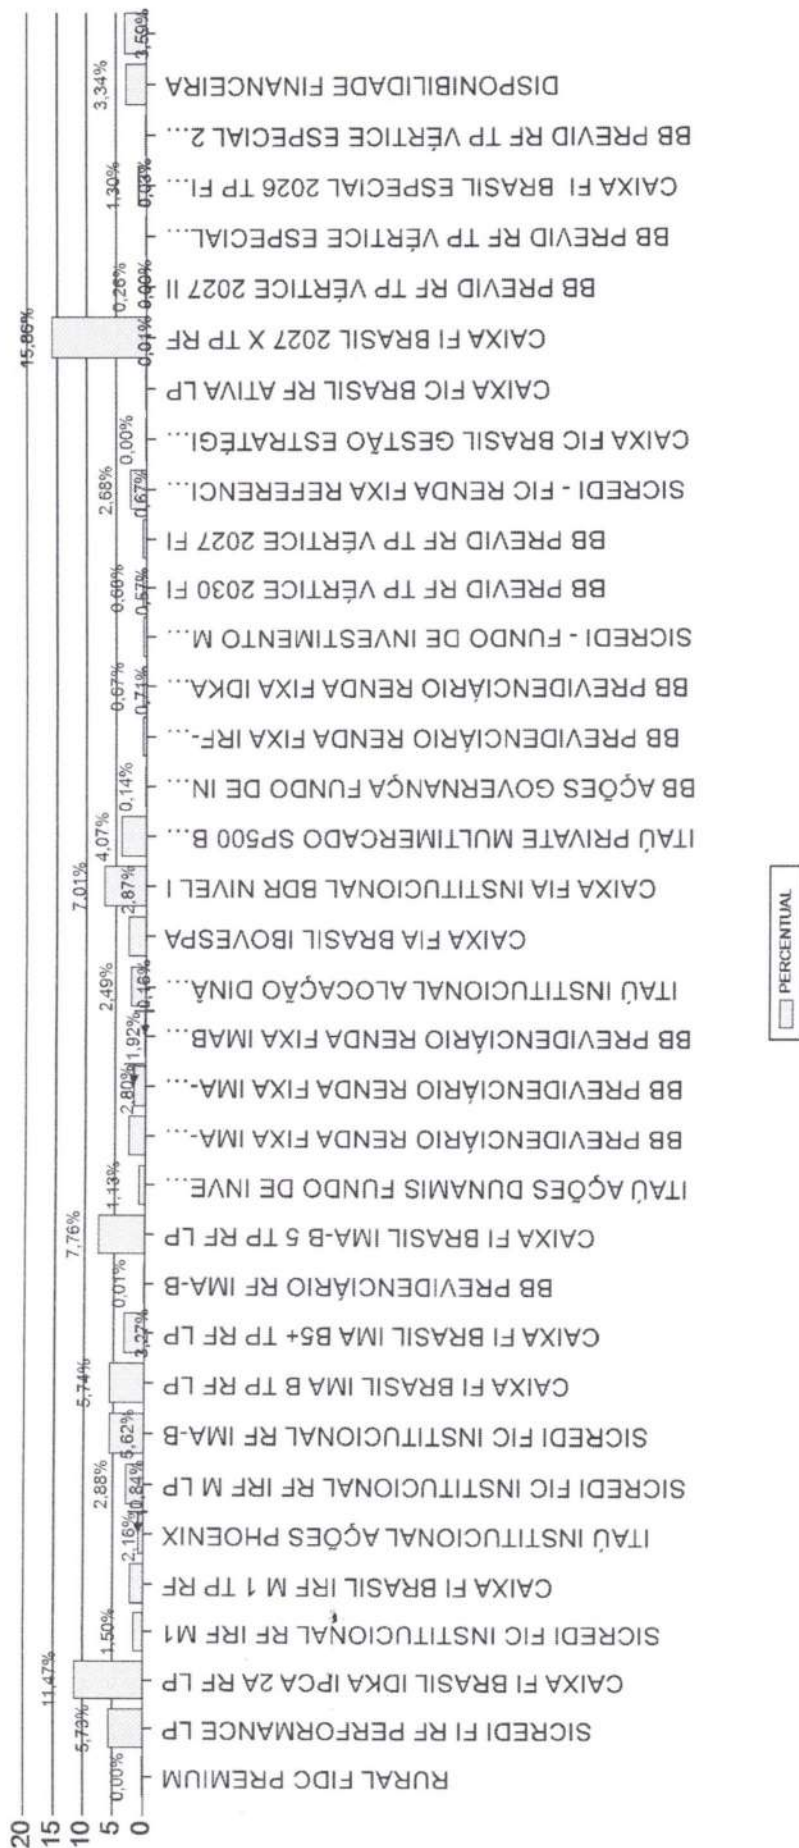 20
15
10
5
0
0,00%
5,73%
11,47%
1,50%
2,16%
0,84%
2,88%
5,62%
5,74%
3,27%
0,01%
7,76%
1,13%
2,80%
1,92%
0,16%
2,49%
2,87%
7,01%
4,07%
0,14%
0,71%
0,67%
0,57%
0,67%
2,68%
0,00%
0,01%
15,86%
0,00%
0,26%
0,03%
1,30%
3,34%
3,59%
RURAL FIDC PREMIUM
SICREDI FI RF PERFORMANCE LP
CAIXA FI BRASIL IDKA IPCA 2A RF LP
SICREDI FIC INSTITUCIONAL RF IRF M1
CAIXA FI BRASIL IRF M 1 TP RF
ITAÚ INSTITUCIONAL AÇÕES PHOENIX
SICREDI FIC INSTITUCIONAL RF IRF M LP
SICREDI FIC INSTITUCIONAL RF IMA-B
CAIXA FI BRASIL IMA B TP RF LP
CAIXA FI BRASIL IMA B5+ TP RF LP
BB PREVIDENCIÁRIO RF IMA-B
CAIXA FI BRASIL IMA-B 5 TP RF LP
ITAÚ AÇÕES DUNAMIS FUNDO DE INVE...
BB PREVIDENCIÁRIO RENDA FIXA IMA-...
BB PREVIDENCIÁRIO RENDA FIXA IMA-...
BB PREVIDENCIÁRIO RENDA FIXA IMAB...
ITAÚ INSTITUCIONAL ALOCAÇÃO DINÂ...
CAIXA FIA BRASIL IBOVESPA
CAIXA FIA INSTITUCIONAL BDR NIVEL I
ITAÚ PRIVATE MULTIMERCADO SP500 B...
BB AÇÕES GOVERNANÇA FUNDO DE IN...
BB PREVIDENCIÁRIO RENDA FIXA IRF-...
BB PREVIDENCIÁRIO RENDA FIXA IDKA...
SICREDI - FUNDO DE INVESTIMENTO M...
BB PREVID RF TP VÉRTICE 2030 FI
BB PREVID RF TP VÉRTICE 2027 FI
SICREDI - FIC RENDA FIXA REFERENCI...
CAIXA FIC BRASIL GESTÃO ESTRATÉGI...
CAIXA FIC BRASIL RF ATIVA LP
CAIXA FI BRASIL 2027 X TP RF
BB PREVID RF TP VÉRTICE 2027 II
BB PREVID RF TP VÉRTICE ESPECIAL...
CAIXA FI BRASIL ESPECIAL 2026 TP FI...
BB PREVID RF TP VÉRTICE ESPECIAL 2...
DISPONIBILIDADE FINANCEIRA
PERCENTUAL